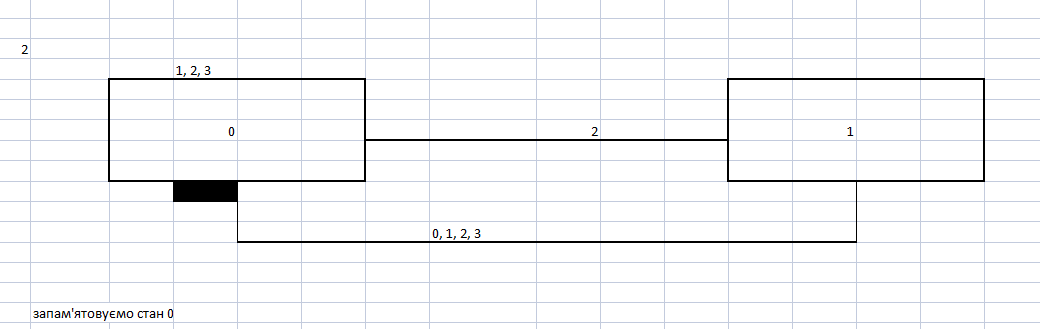 2
1, 2, 3
0
2
1
0, 1, 2, 3
запам'ятовуємо стан 0